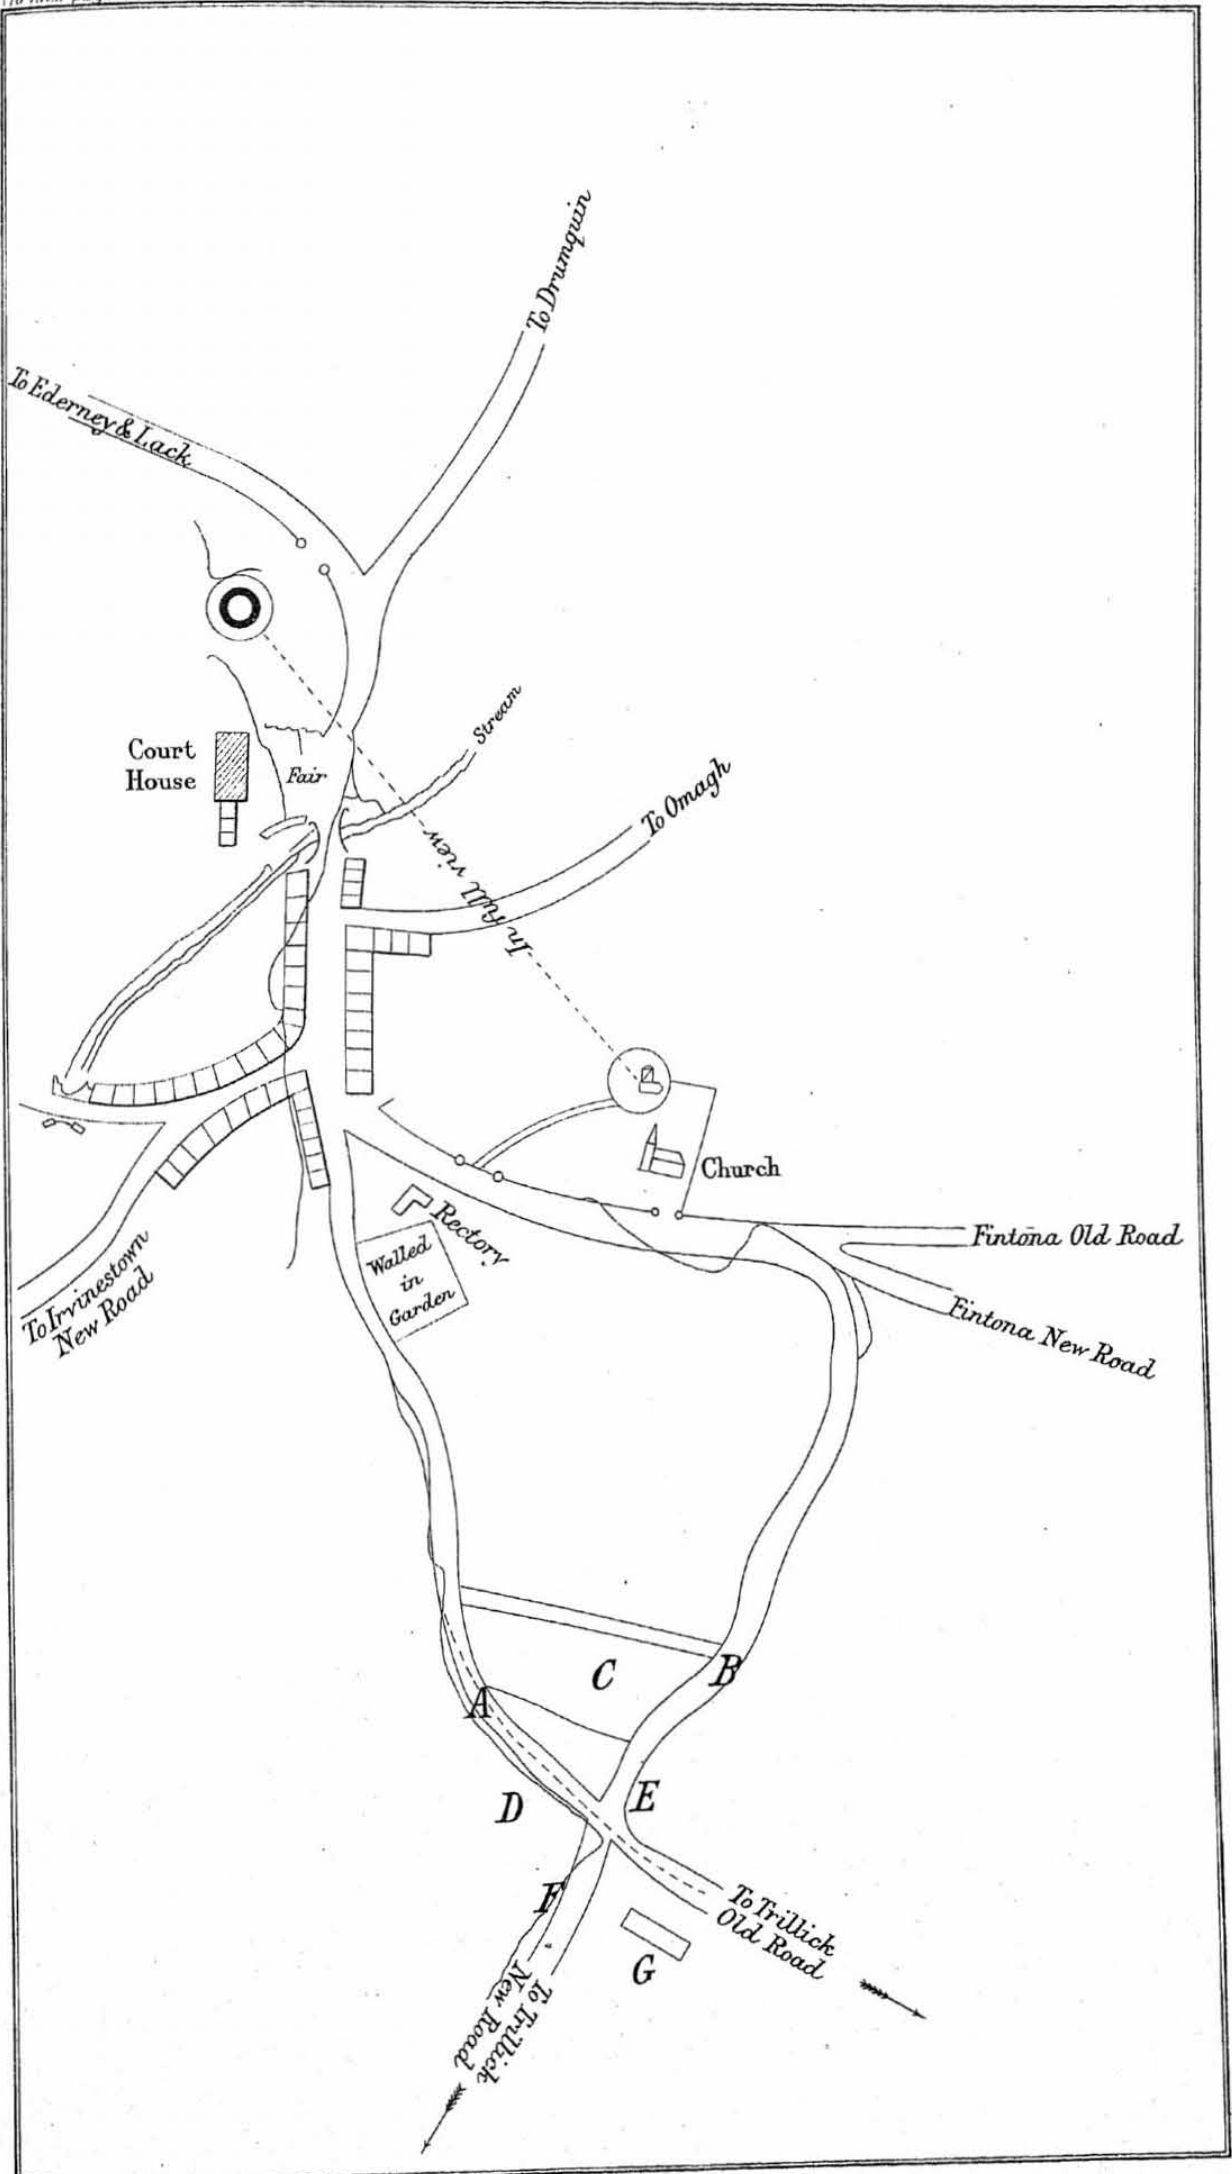 To Drumquin
To Ederney & Lack
Stream
Court
House
Fair
To Omagh
In full view
Church
Rectory
Walled
in
Garden
Fintona Old Road
Fintona New Road
To Irvinestown
New Road
C
B
A
D
E
F
G
To Trillick
Old Road
To Trillick
New Road